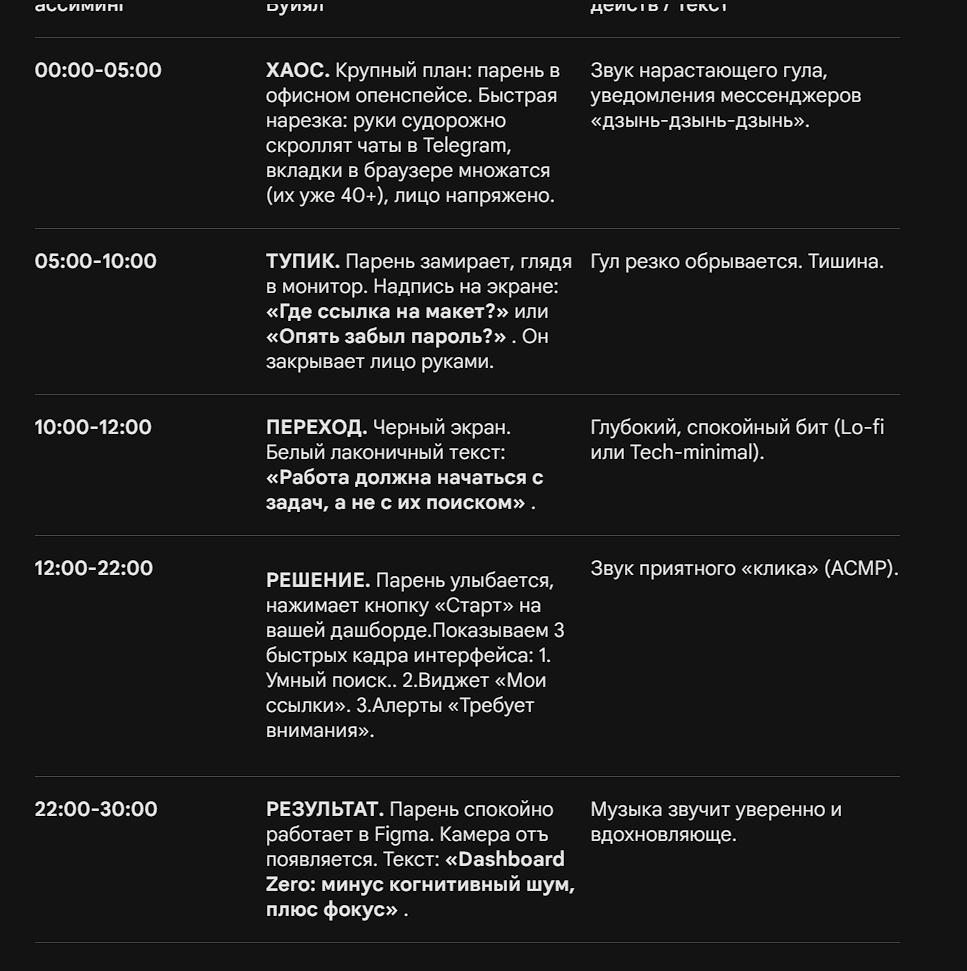 00:00-05:00
ХАОС. Крупный план: парень в
офисном опенспейсе. Быстрая
нарезка: руки судорожно
скроллят чаты в Telegram,
вкладки в браузере множатся
(их уже 40+), лицо напряжено.
Звук нарастающего гула,
уведомления мессенджеров
«дзынь-дзынь-дзынь».
05:00-10:00
ТУПИК. Парень замирает, глядя
в монитор. Надпись на экране:
«Где ссылка на макет?» или
«Опять забыл пароль?» . Он
закрывает лицо руками.
Гул резко обрывается. Тишина.
10:00-12:00
ПЕРЕХОД. Черный экран.
Белый лаконичный текст:
«Работа должна начаться с
задач, а не с их поиском» .
Глубокий, спокойный бит (Lo-fi
или Tech-minimal).
12:00-22:00
РЕШЕНИЕ. Парень улыбается,
нажимает кнопку «Старт» на
вашей дашборде.Показываем 3
быстрых кадра интерфейса: 1.
Умный поиск.. 2.Виджет «Мои
ссылки». 3.Алерты «Требует
внимания».
Звук приятного «клика» (АСМР).
22:00-30:00
РЕЗУЛЬТАТ. Парень спокойно
работает в Figma. Камера отъ
появляется. Текст: «Dashboard
Zero: минус когнитивный шум,
плюс фокус» .
Музыка звучит уверенно и
вдохновляюще.